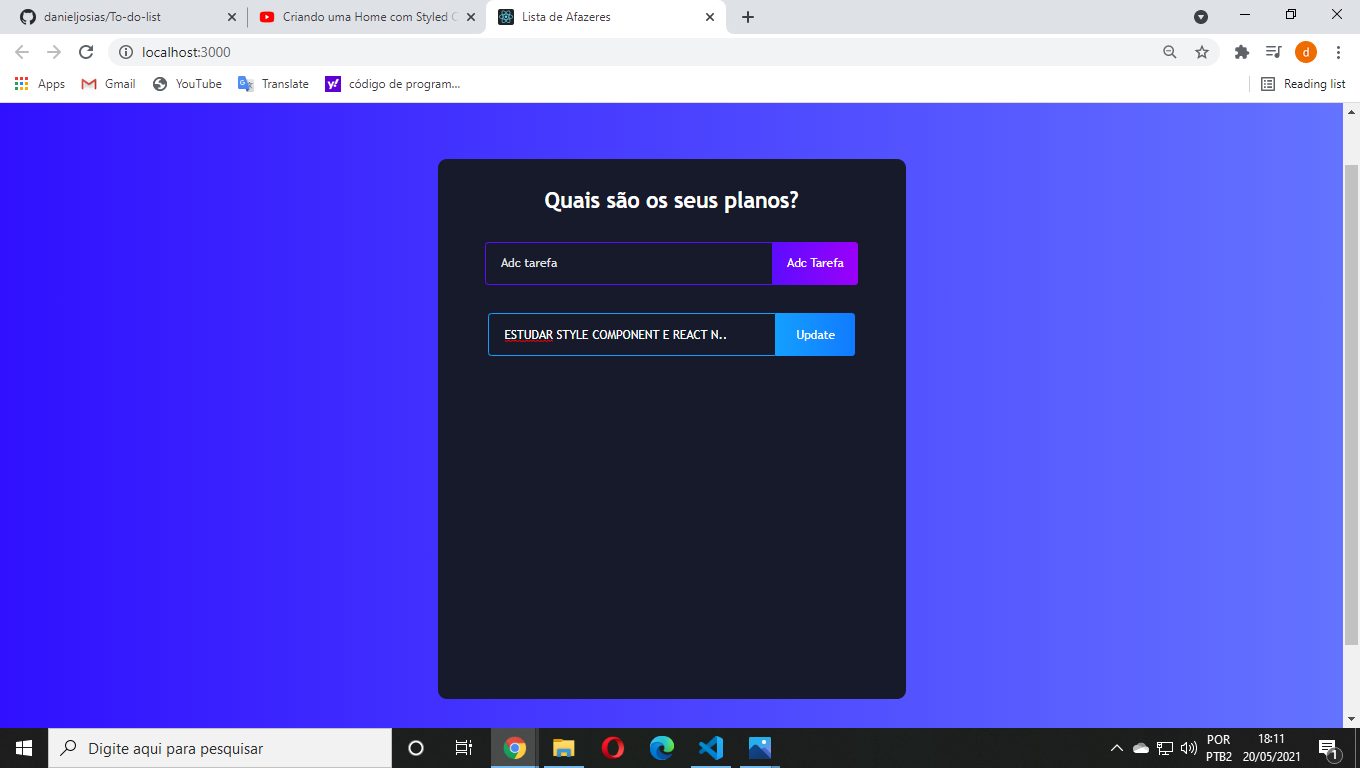 danieljosias/To-do-list
Criando uma Home com Styled C
Lista de Afazeres
localhost:3000
Apps
Gmail
YouTube
Translate
código de program...
Reading list
Quais são os seus planos?
Adc tarefa
Adc Tarefa
ESTUDAR STYLE COMPONENT E REACT N..
Update
Digite aqui para pesquisar
POR
PTB2
18:11
20/05/2021
1